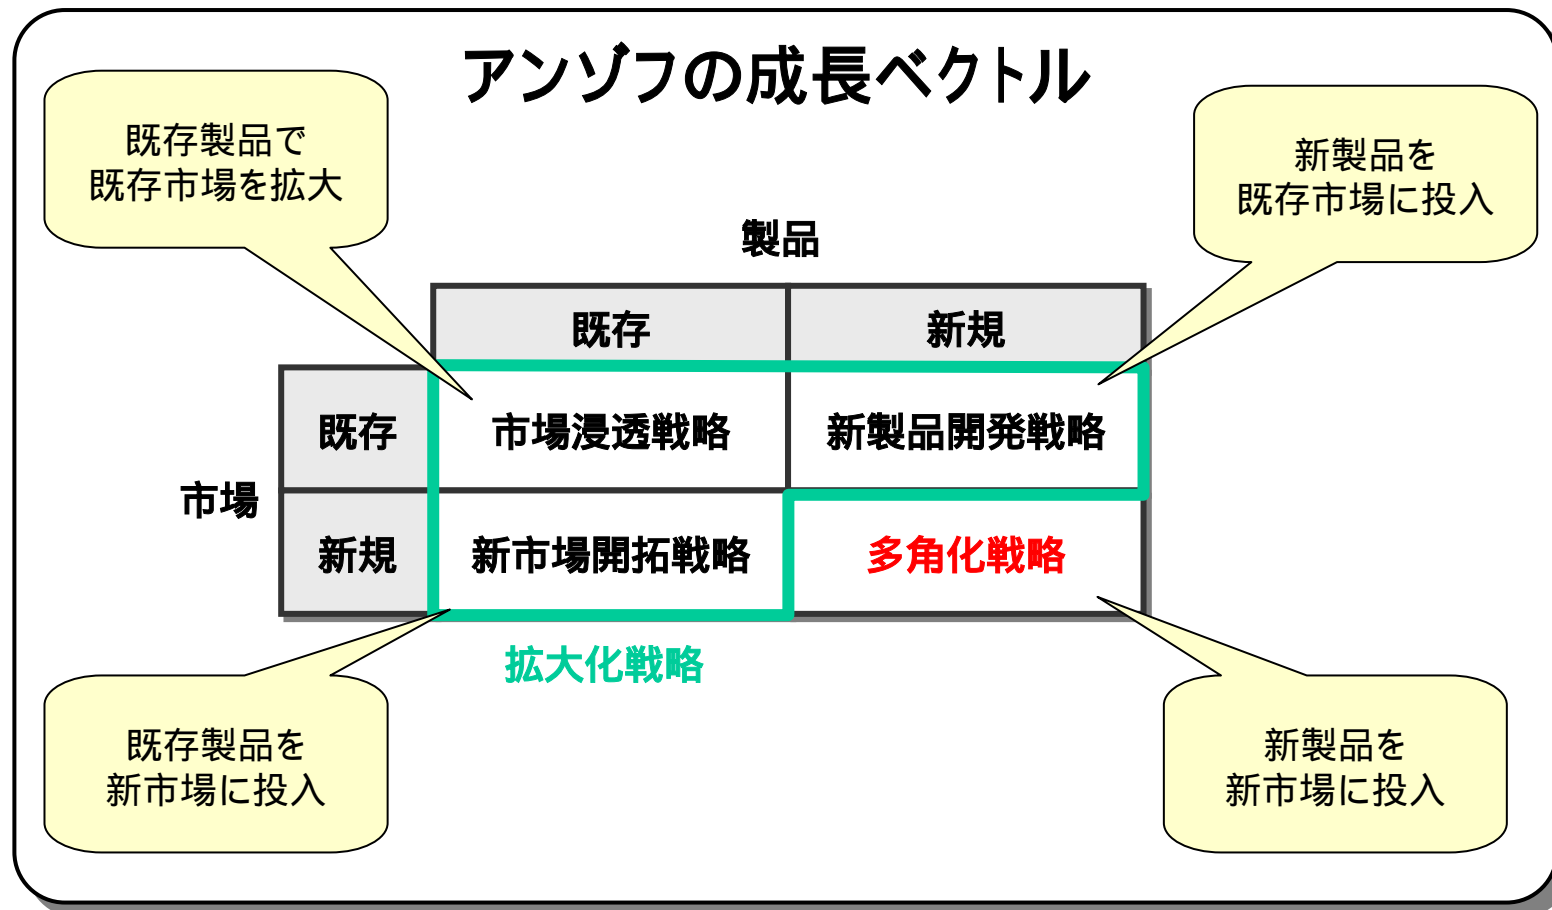 アンゾフの成長ベクトル
既存製品で
既存市場を拡大
新製品を
既存市場に投入
製品
既存
新規
既存
市場浸透戦略
新製品開発戦略
市場
新規
新市場開拓戦略
多角化戦略
拡大化戦略
既存製品を
新市場に投入
新製品を
新市場に投入